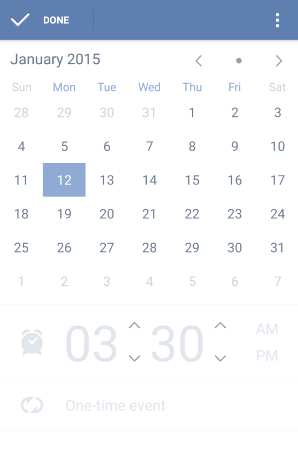 DONE
January 2015
Sun Mon Tue Wed Thu Fri Sat
28 29 30 31 1 2 3
4 5 6 7 8 9 10
11 12 13 14 15 16 17
18 19 20 21 22 23 24
25 26 27 28 29 30 31
1 2 3 4 5 6 7
AM
03 30
PM
One-time event